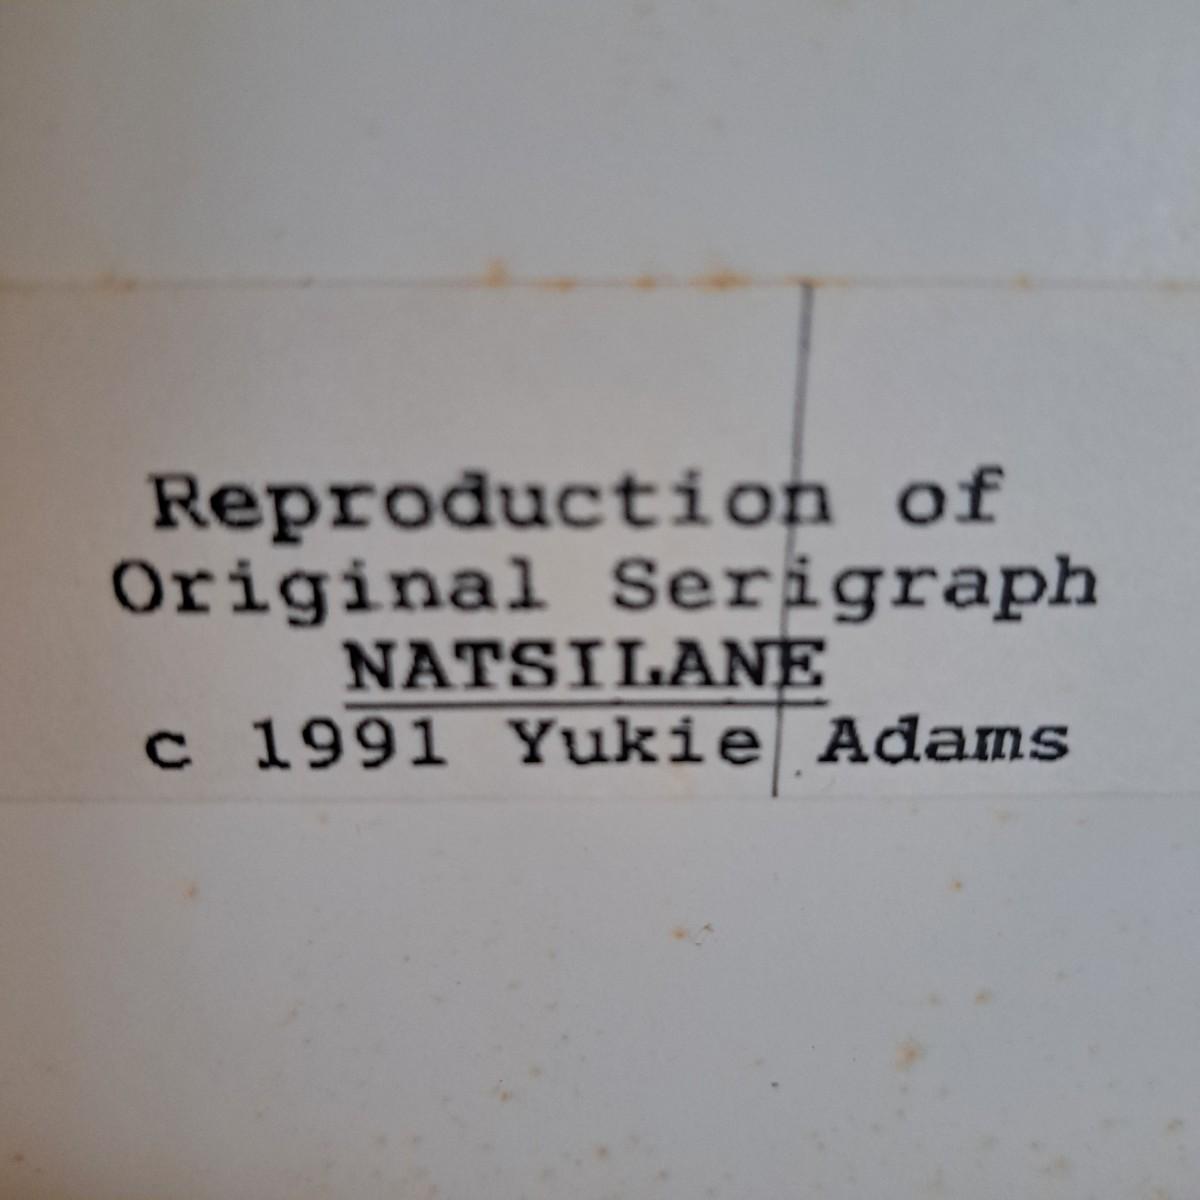 Reproduction of
Original Serigraph
NATSILANE
c 1991 Yukie Adams